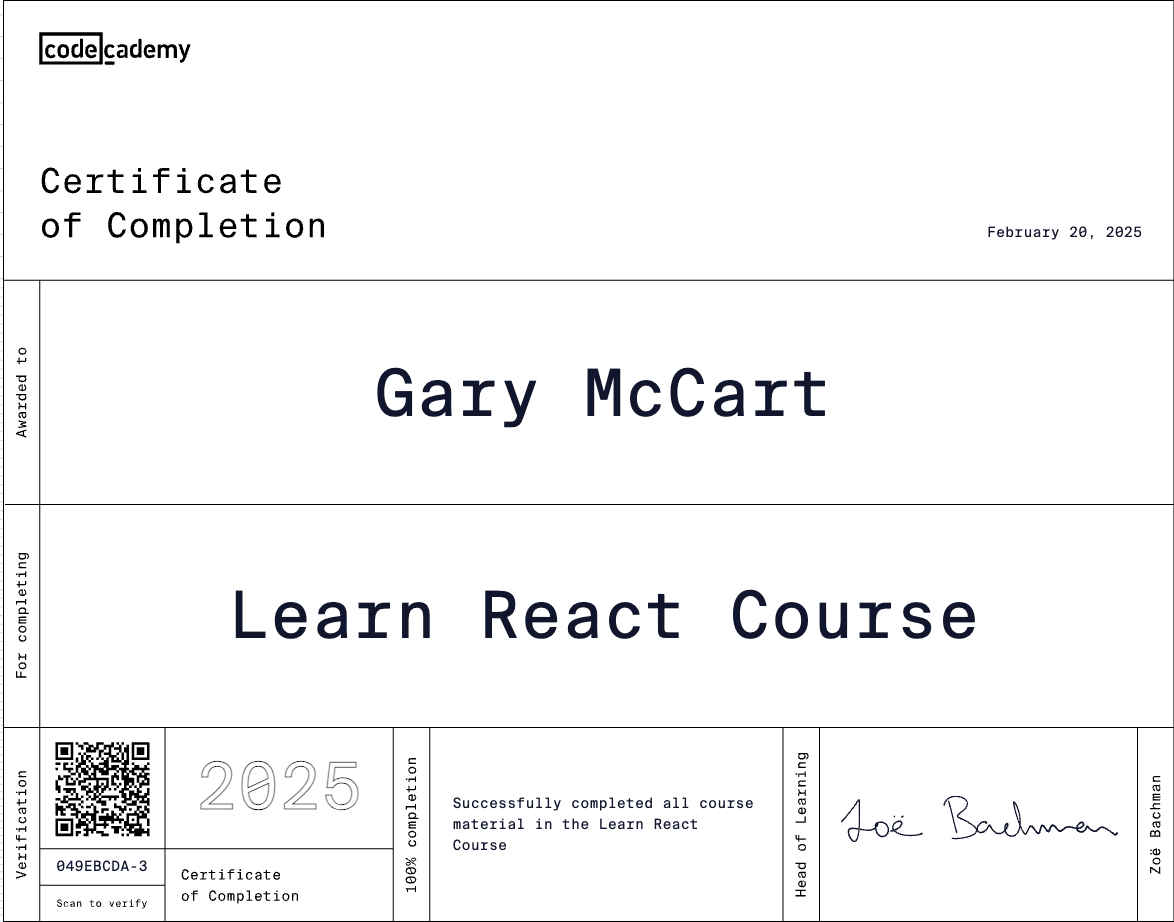 codecademy
Certificate
of Completion
February 20, 2025
Awarded to
Gary McCart
For completing
Learn React Course
Verification
049EBCDA-3
Scan to verify
2025
Certificate
of Completion
100% completion
Successfully completed all course
material in the Learn React
Course
Head of Learning
Zoë Bachman
Zoë Bachman